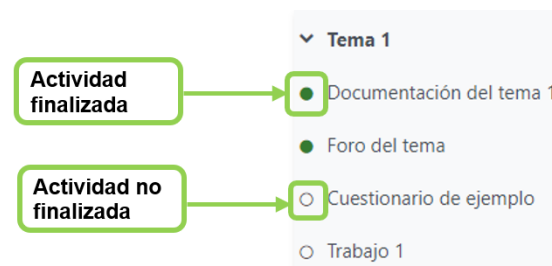 Tema 1
Actividad
finalizada
Documentación del tema 1
Foro del tema
Actividad no
finalizada
Cuestionario de ejemplo
Trabajo 1